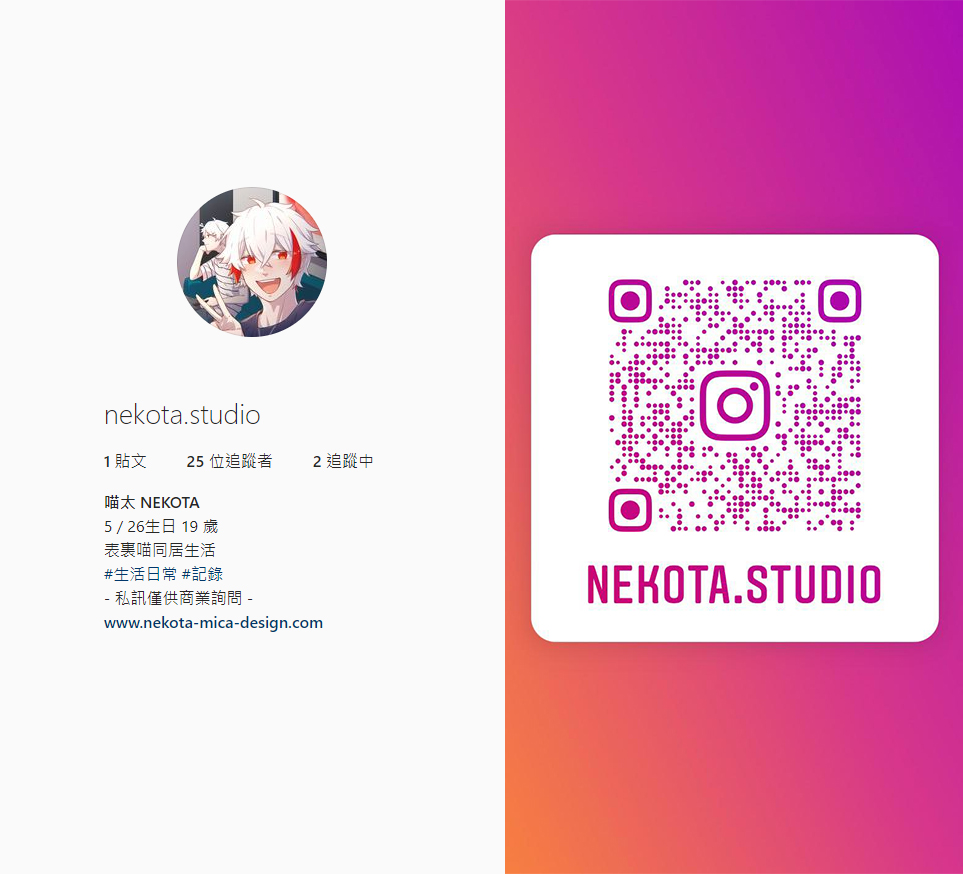 nekota.studio
1 貼文 25 位追蹤者 2 追蹤中
喵太 NEKOTA
5 / 26生日 19 歲
表裏喵同居生活
#生活日常 #記錄
- 私訊僅供商業詢問 -
www.nekota-mica-design.com
NEKOTA.STUDIO